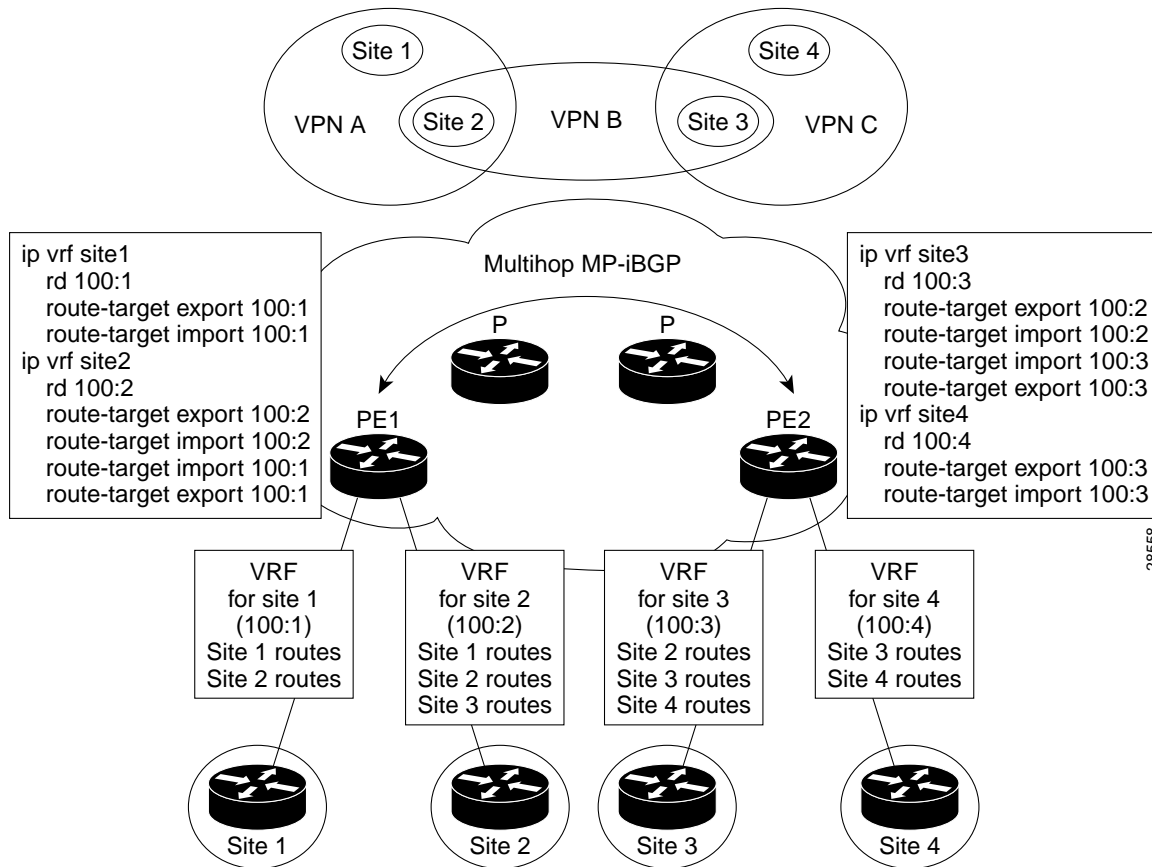 Site 1
Site 4
VPN A
Site 2
VPN B
Site 3
VPN C
ip vrf site1
rd 100:1
route-target export 100:1
route-target import 100:1
ip vrf site2
rd 100:2
route-target export 100:2
route-target import 100:2
route-target import 100:1
route-target export 100:1
Multihop MP-iBGP
P
P
PE1
PE2
ip vrf site3
rd 100:3
route-target export 100:2
route-target import 100:2
route-target import 100:3
route-target export 100:3
ip vrf site4
rd 100:4
route-target export 100:3
route-target import 100:3
28558
VRF
for site 1
(100:1)
Site 1 routes
Site 2 routes
VRF
for site 2
(100:2)
Site 1 routes
Site 2 routes
Site 3 routes
VRF
for site 3
(100:3)
Site 2 routes
Site 3 routes
Site 4 routes
VRF
for site 4
(100:4)
Site 3 routes
Site 4 routes
Site 1
Site 2
Site 3
Site 4